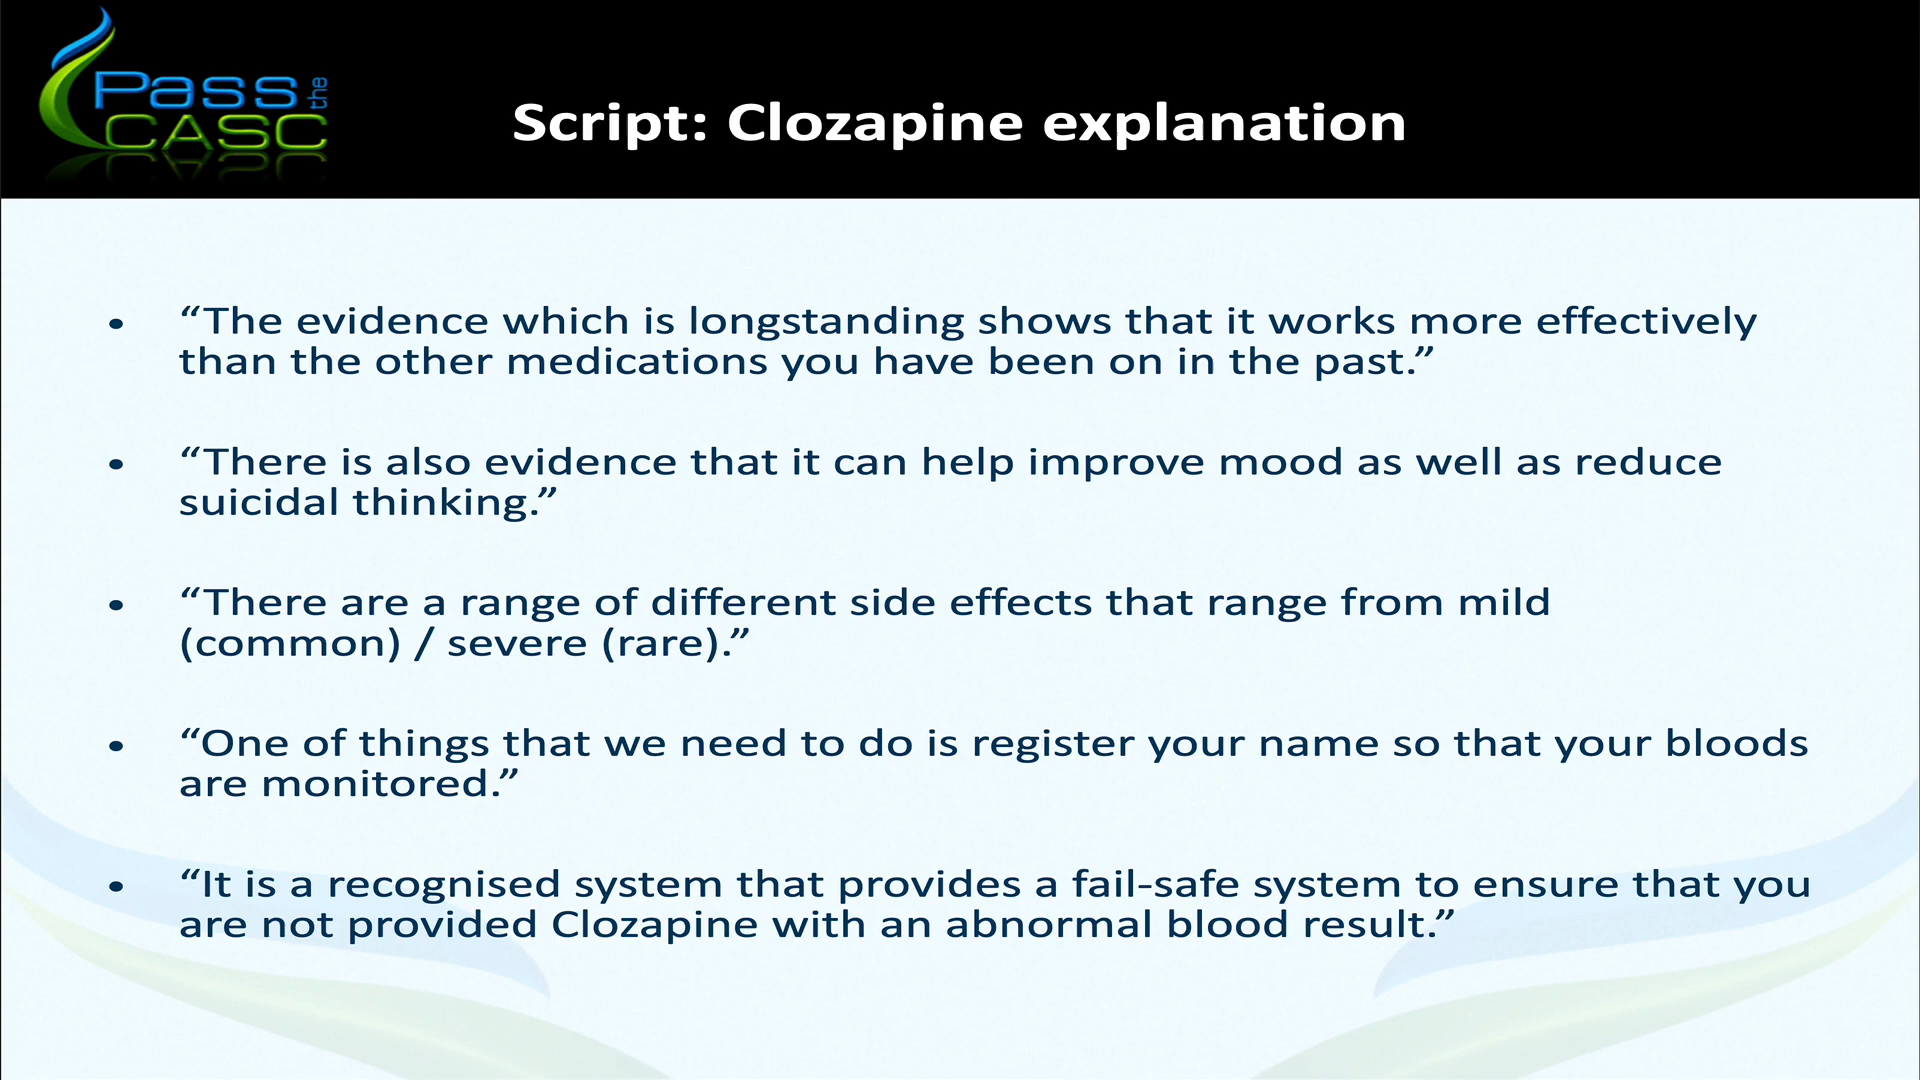 Pass the
CASC
Script: Clozapine explanation
• “The evidence which is longstanding shows that it works more effectively
than the other medications you have been on in the past.”
• “There is also evidence that it can help improve mood as well as reduce
suicidal thinking.”
• “There are a range of different side effects that range from mild
(common) / severe (rare).”
• “One of things that we need to do is register your name so that your bloods
are monitored.”
• “It is a recognised system that provides a fail-safe system to ensure that you
are not provided Clozapine with an abnormal blood result.”